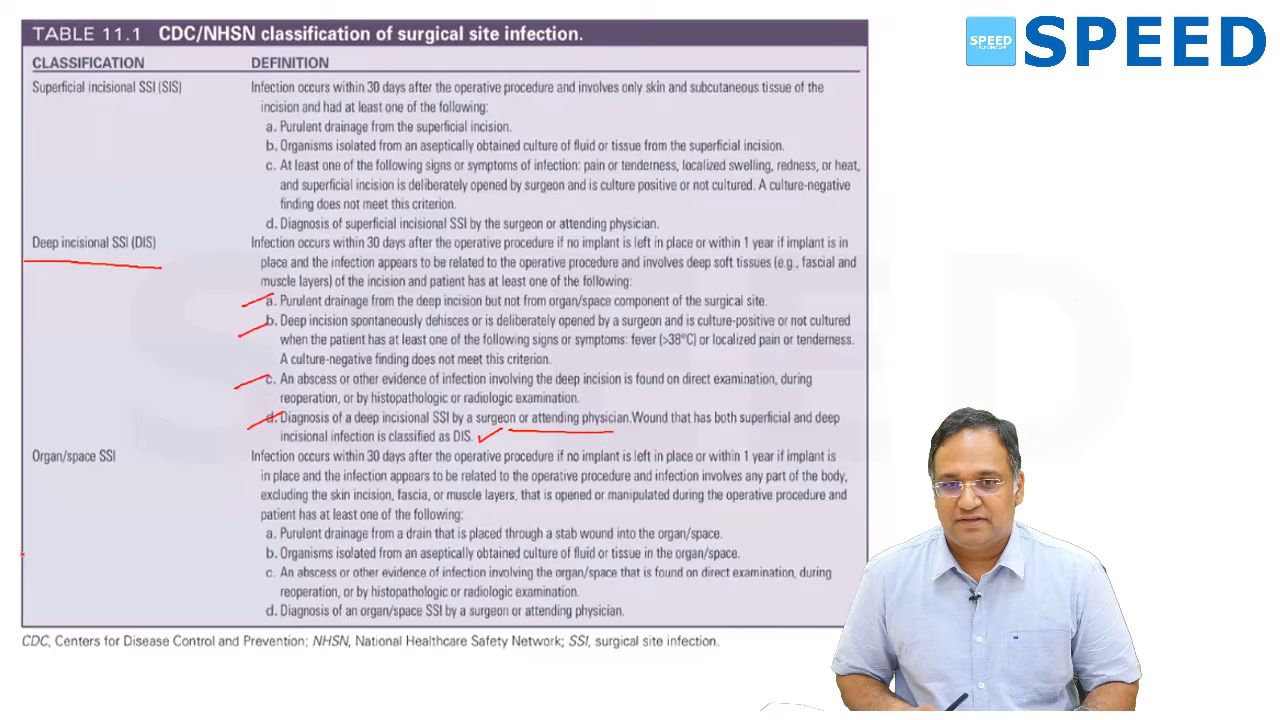 TABLE 11.1 CDC/NHSN classification of surgical site infection.
CLASSIFICATION DEFINITION
Superficial incisional SSI (SIS) Infection occurs within 30 days after the operative procedure and involves only skin and subcutaneous tissue of the
incision and had at least one of the following:
a. Purulent drainage from the superficial incision.
b. Organisms isolated from an aseptically obtained culture of fluid or tissue from the superficial incision.
c. At least one of the following signs or symptoms of infection: pain or tenderness, localized swelling, redness, or heat,
and superficial incision is deliberately opened by surgeon and is culture positive or not cultured. A culture-negative
finding does not meet this criterion.
d. Diagnosis of superficial incisional SSI by the surgeon or attending physician.
Deep incisional SSI (DIS) Infection occurs within 30 days after the operative procedure if no implant is left in place or within 1 year if implant is in
place and the infection appears to be related to the operative procedure and involves deep soft tissues (e.g., fascial and
muscle layers) of the incision and patient has at least one of the following:
a. Purulent drainage from the deep incision but not from organ/space component of the surgical site.
b. Deep incision spontaneously dehisces or is deliberately opened by a surgeon and is culture-positive or not cultured
when the patient has at least one of the following signs or symptoms: fever (>38°C) or localized pain or tenderness.
A culture-negative finding does not meet this criterion.
c. An abscess or other evidence of infection involving the deep incision is found on direct examination, during
reoperation, or by histopathologic or radiologic examination.
d. Diagnosis of a deep incisional SSI by a surgeon or attending physician. Wound that has both superficial and deep
incisional infection is classified as DIS.
Organ/space SSI Infection occurs within 30 days after the operative procedure if no implant is left in place or within 1 year if implant is
in place and the infection appears to be related to the operative procedure and infection involves any part of the body,
excluding the skin incision, fascia, or muscle layers, that is opened or manipulated during the operative procedure and
patient has at least one of the following:
a. Purulent drainage from a drain that is placed through a stab wound into the organ/space.
b. Organisms isolated from an aseptically obtained culture of fluid or tissue in the organ/space.
c. An abscess or other evidence of infection involving the organ/space that is found on direct examination, during
reoperation, or by histopathologic or radiologic examination.
d. Diagnosis of an organ/space SSI by a surgeon or attending physician.
CDC, Centers for Disease Control and Prevention; NHSN, National Healthcare Safety Network; SSI, surgical site infection.
SPEED
SPEED